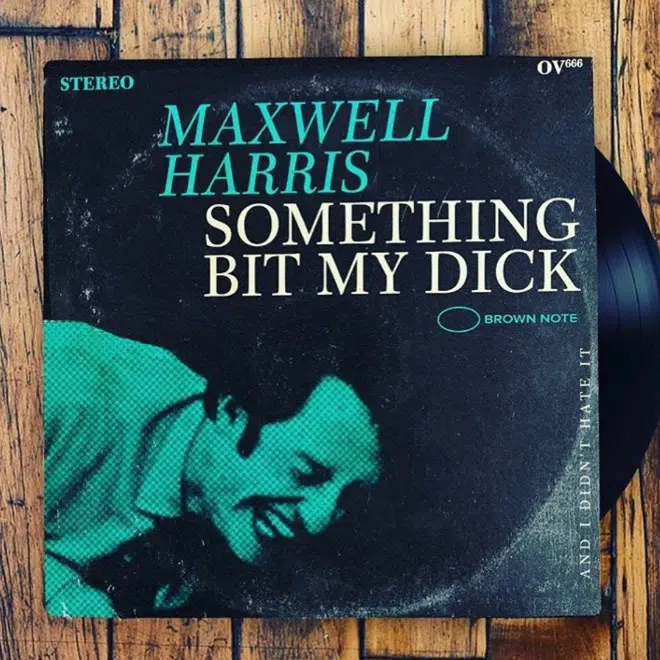 STEREO
OV666
MAXWELL
HARRIS
SOMETHING
BIT MY DICK
BROWN NOTE
AND I DIDN'T HATE IT